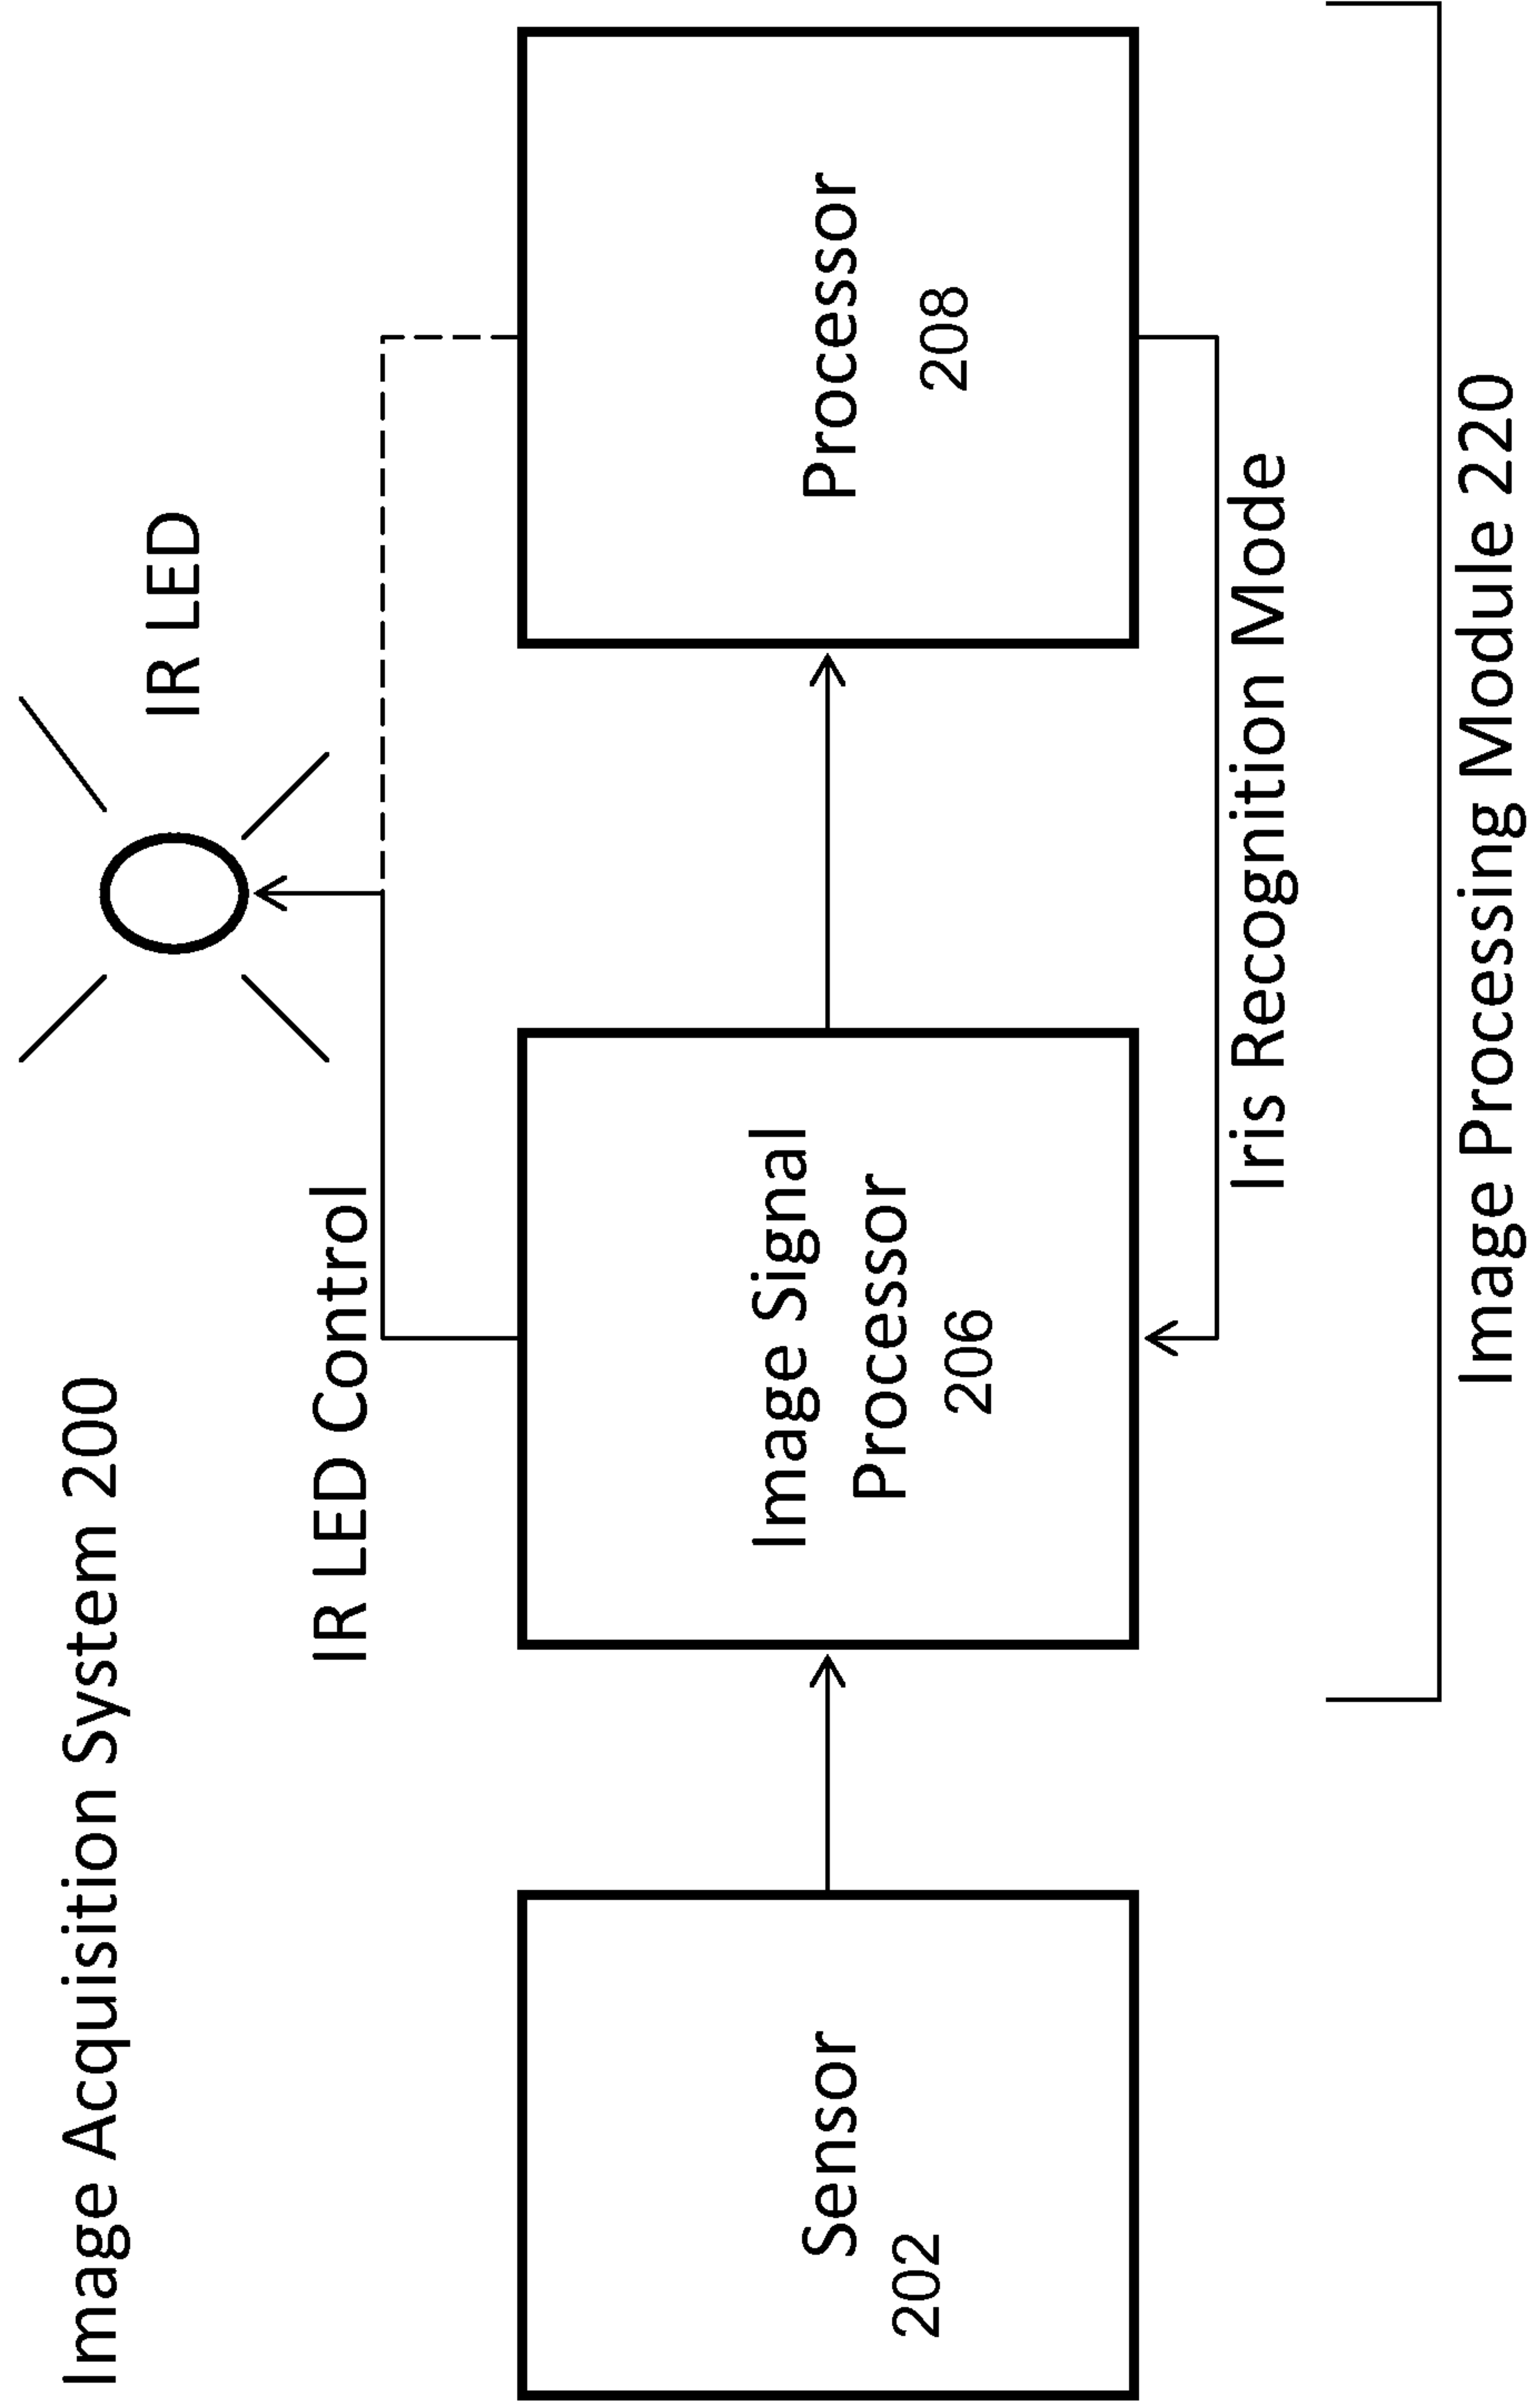 Image Acquisition System 200
IR LED
IR LED Control
Sensor
202
Image Signal
Processor
206
Processor
208
Iris Recognition Mode
Image Processing Module 220